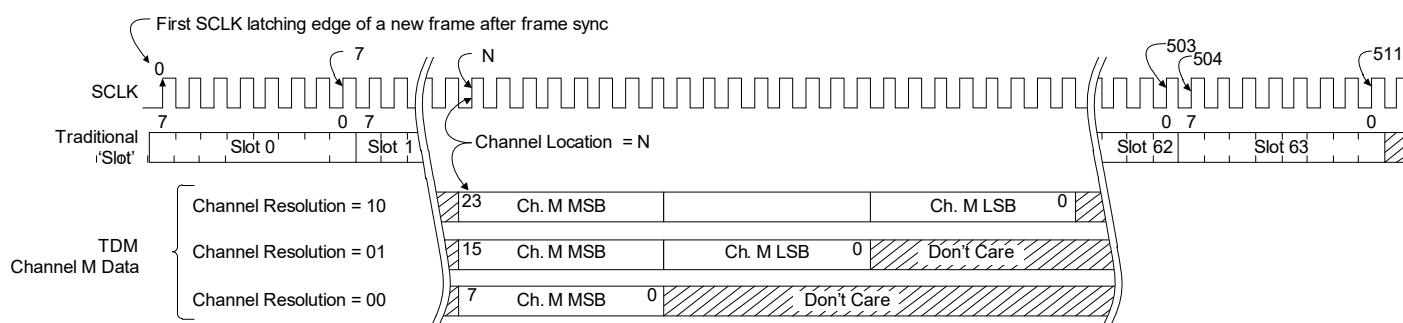 First SCLK latching edge of a new frame after frame sync
0 7 N 503 504 511
SCLK
7 0 7 0 7 0
Traditional
'Slot'
Slot 0 Slot 1 Slot 62 Slot 63
Channel Location = N
Channel Resolution = 10 23 Ch. M MSB Ch. M LSB 0
TDM
Channel M Data
Channel Resolution = 01 15 Ch. M MSB Ch. M LSB 0 Don't Care
Channel Resolution = 00 7 Ch. M MSB 0 Don't Care